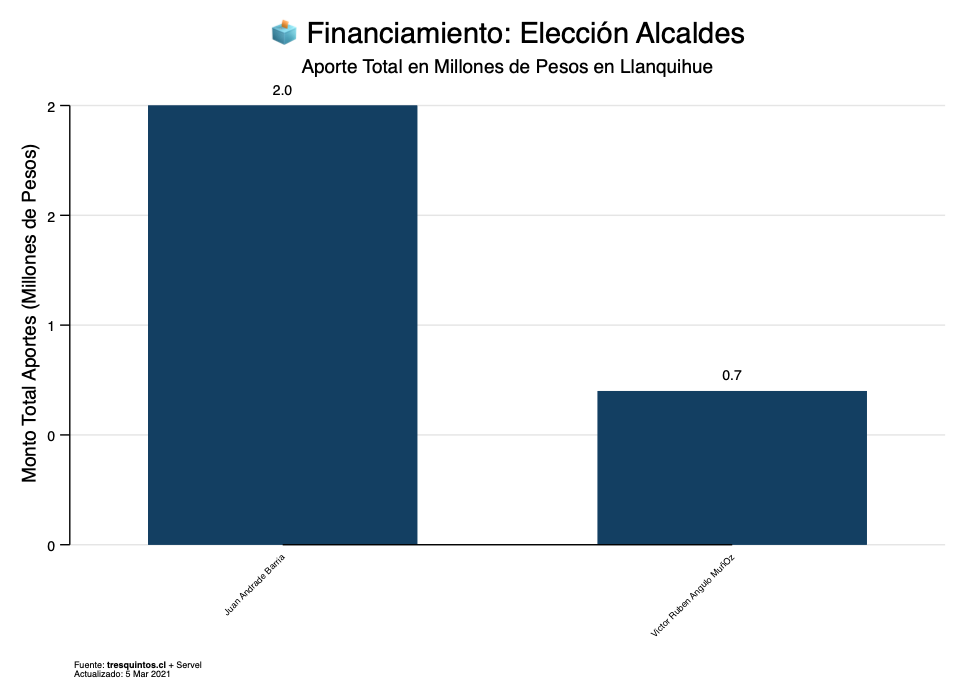 Financiamiento: Elección Alcaldes
Aporte Total en Millones de Pesos en Llanquihue
Monto Total Aportes (Millones de Pesos)
2
2
1
0
0
2.0
0.7
Juan Andrade Barria
Victor Ruben Angulo MuñOz
Fuente: tresquintos.cl + Servel
Actualizado: 5 Mar 2021